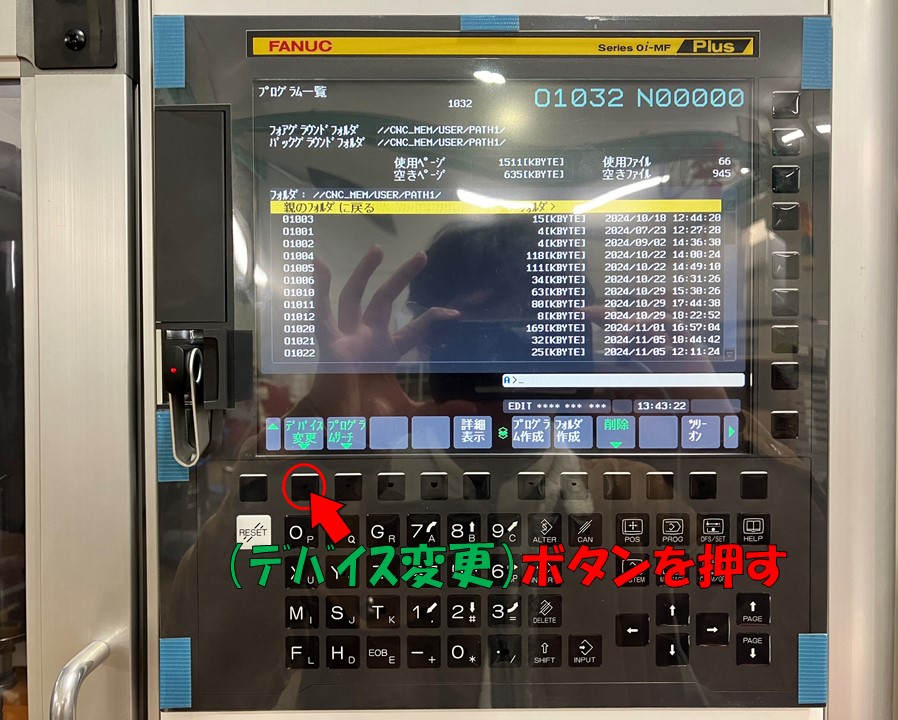 FANUC
Series 0i-MF Plus
プログラム一覧
1032
O1032 N00000
フォアグラウンドフォルダ //CNC_MEM/USER/PATH1/
バックグラウンドフォルダ //CNC_MEM/USER/PATH1/
使用ページ 1511[KBYTE] 使用ファイル 66
空きページ 635[KBYTE] 空きファイル 945
フォルダ: //CNC_MEM/USER/PATH1/
親のフォルダに戻る
O1003 15[KBYTE] 2024/10/18 12:44:20
O1001 4[KBYTE] 2024/07/23 12:27:20
O1002 4[KBYTE] 2024/09/02 14:36:30
O1004 118[KBYTE] 2024/10/22 14:00:24
O1005 111[KBYTE] 2024/10/22 14:49:10
O1006 34[KBYTE] 2024/10/22 16:31:26
O1010 63[KBYTE] 2024/10/29 15:30:26
O1011 80[KBYTE] 2024/10/29 17:44:38
O1012 8[KBYTE] 2024/10/29 18:22:52
O1020 169[KBYTE] 2024/11/01 16:57:04
O1021 32[KBYTE] 2024/11/05 10:44:42
O1022 25[KBYTE] 2024/11/05 12:11:24
A>_
EDIT **** *** *** 13:43:22
デバイス変更 プログラムサーチ 詳細表示 プログラム作成 フォルダ作成 削除 ツリーオン
RESET OP Q GR 7A 8B 9C ALTER CAN POS PROG OFS/SET HELP
(デバイス変更)ボタンを押す
MI SJ TK 1, 2# 3= DELETE PAGE
FL HD EOBE -+ 0* ./ SHIFT INPUT PAGE